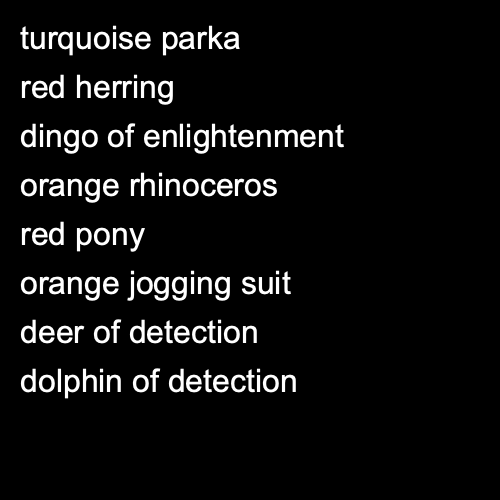 turquoise parka
red herring
dingo of enlightenment
orange rhinoceros
red pony
orange jogging suit
deer of detection
dolphin of detection